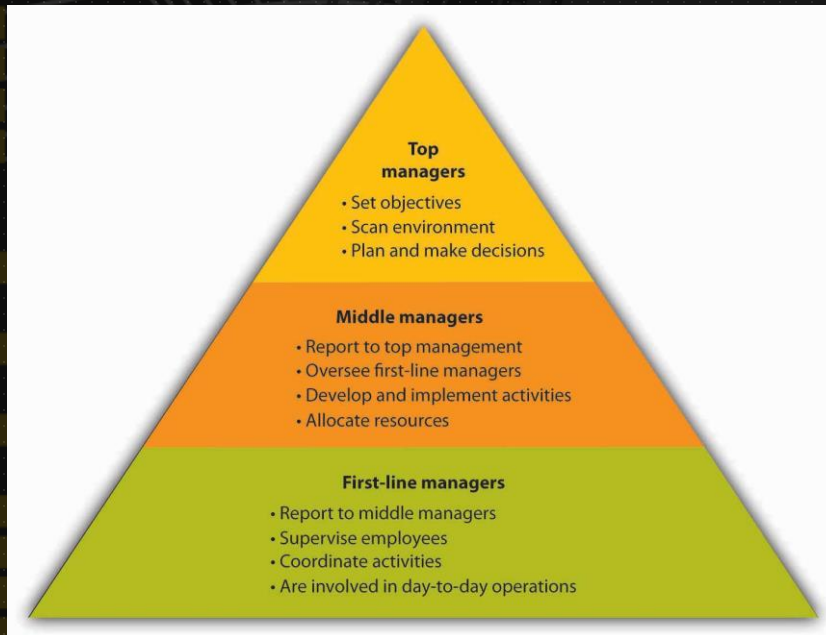 Top
managers
• Set objectives
• Scan environment
• Plan and make decisions
Middle managers
• Report to top management
• Oversee first-line managers
• Develop and implement activities
• Allocate resources
First-line managers
• Report to middle managers
• Supervise employees
• Coordinate activities
• Are involved in day-to-day operations